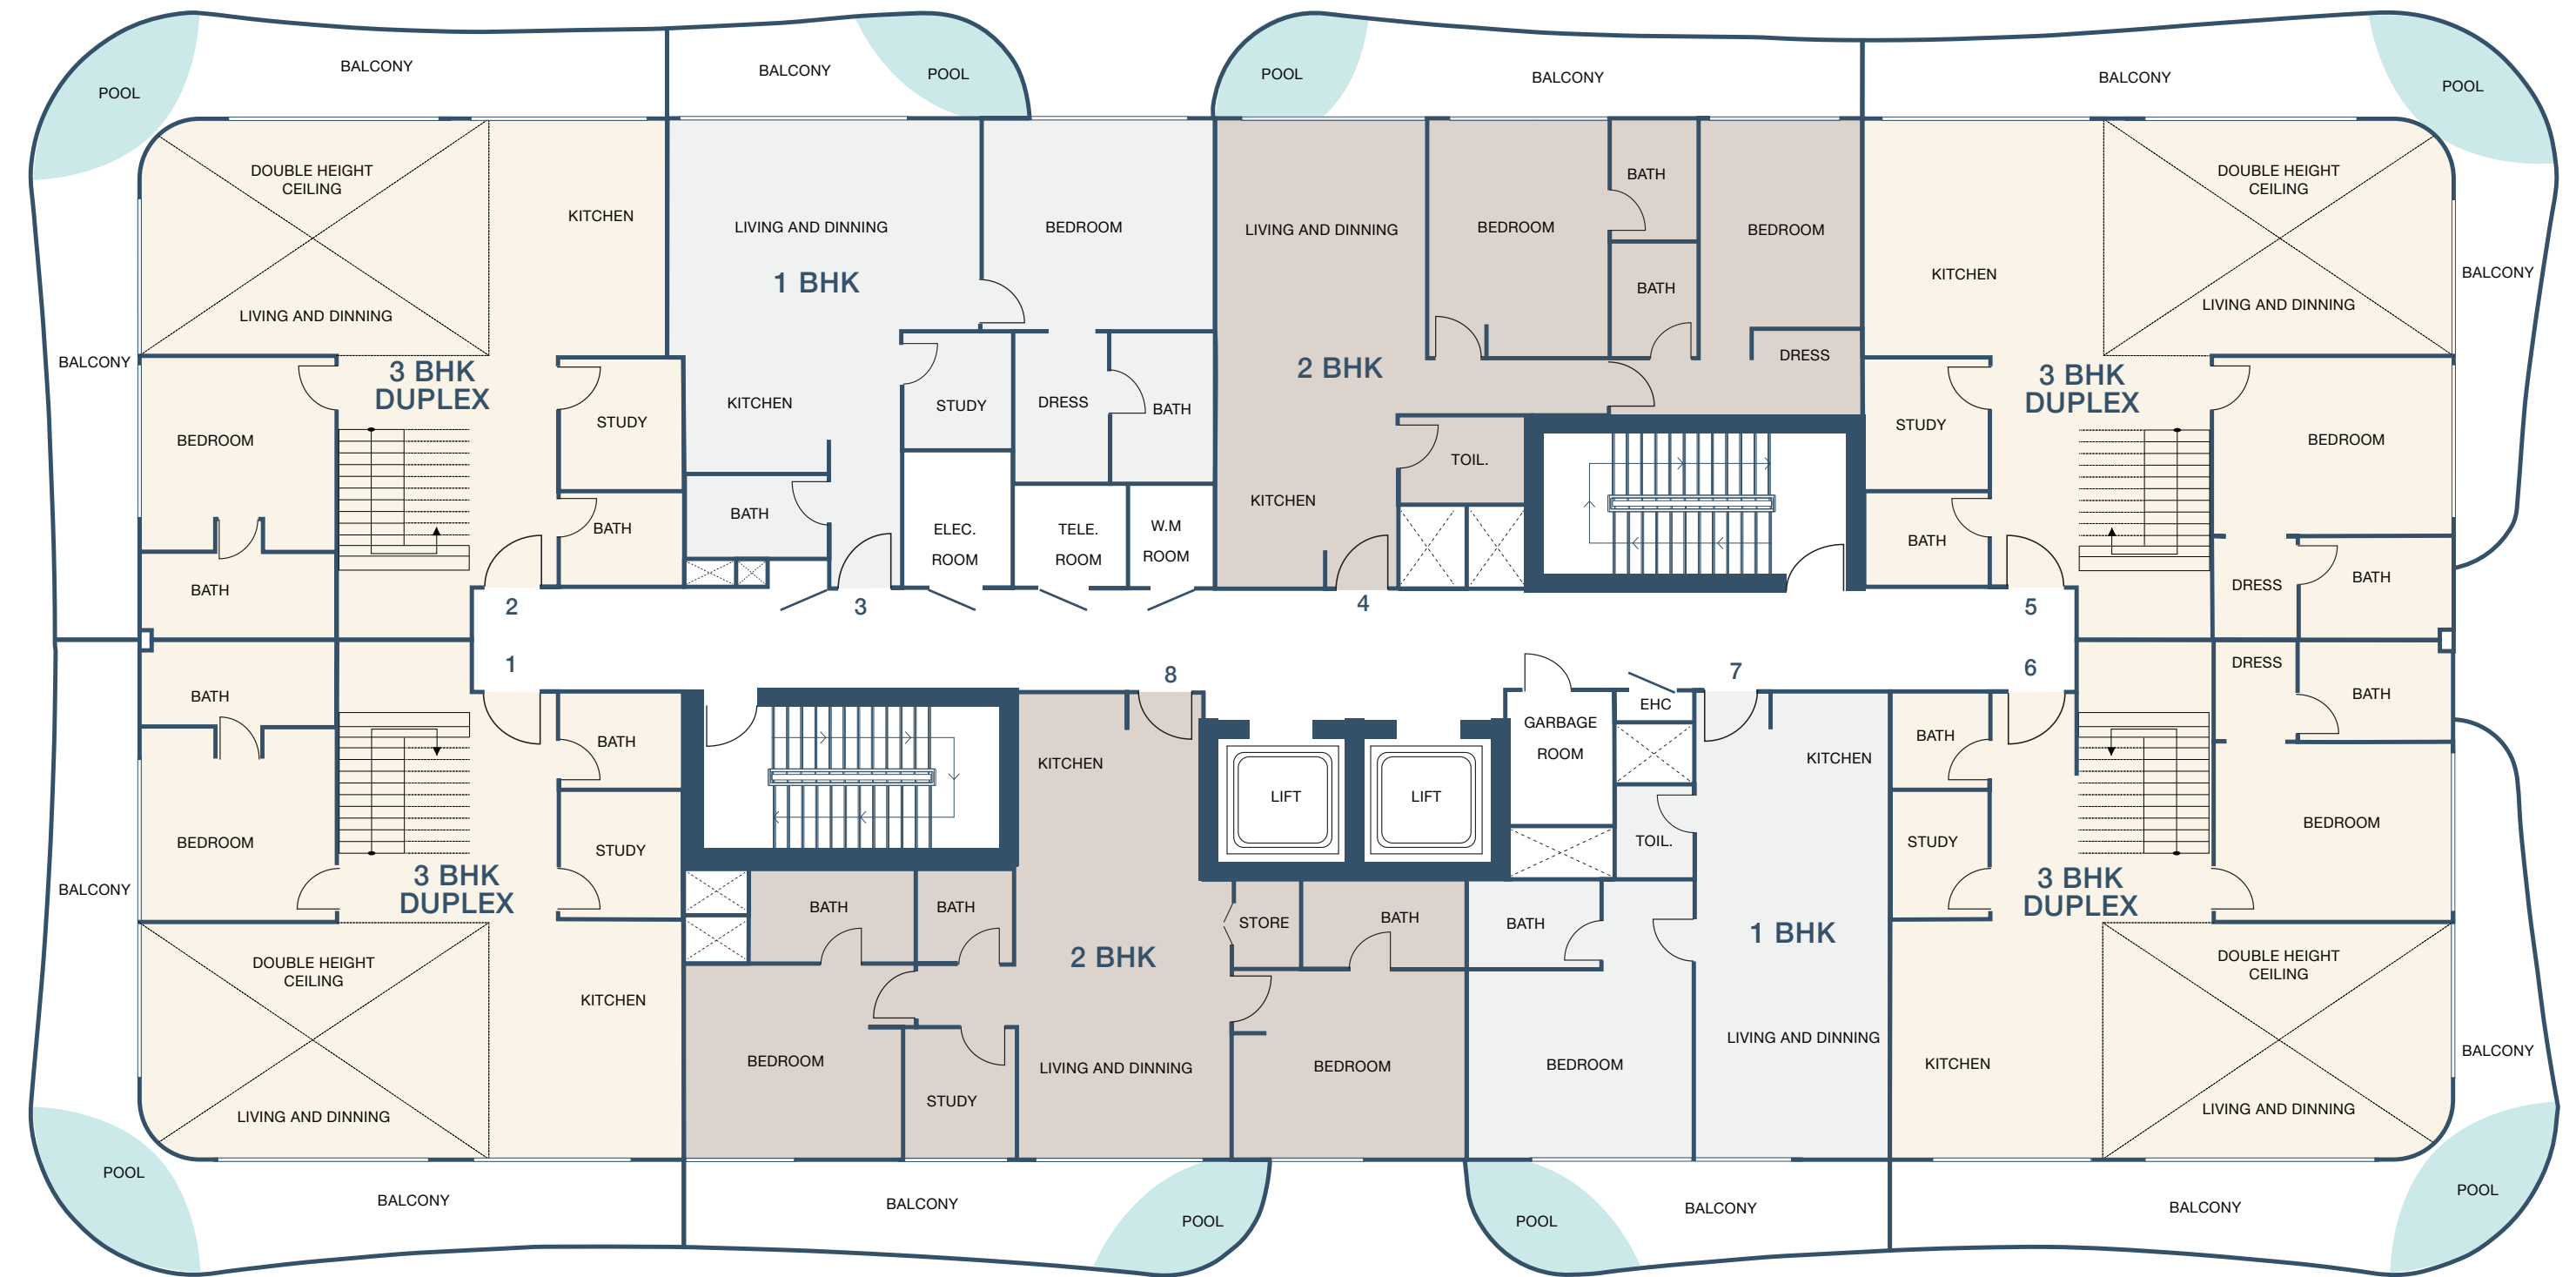 BALCONY
BALCONY
POOL
POOL
BALCONY
BALCONY
POOL
POOL
DOUBLE HEIGHT
CEILING
KITCHEN
LIVING AND DINNING
LIVING AND DINNING
1 BHK
BEDROOM
LIVING AND DINNING
BEDROOM
BATH
BATH
BEDROOM
DOUBLE HEIGHT
CEILING
KITCHEN
LIVING AND DINNING
BALCONY
BALCONY
3 BHK
DUPLEX
BEDROOM
STUDY
BATH
BATH
KITCHEN
BATH
STUDY
DRESS
BATH
ELEC.
ROOM
TELE.
ROOM
W.M
ROOM
2 BHK
KITCHEN
TOIL.
DRESS
3 BHK
DUPLEX
STUDY
BATH
BEDROOM
DRESS
BATH
2
3
4
5
1
8
7
6
BATH
BATH
BEDROOM
STUDY
3 BHK
DUPLEX
BALCONY
KITCHEN
LIFT
LIFT
GARBAGE
ROOM
EHC
TOIL.
KITCHEN
BATH
STUDY
DRESS
BATH
BEDROOM
3 BHK
DUPLEX
BATH
BATH
2 BHK
STORE
BATH
BATH
1 BHK
DOUBLE HEIGHT
CEILING
KITCHEN
LIVING AND DINNING
BEDROOM
STUDY
LIVING AND DINNING
BEDROOM
BEDROOM
LIVING AND DINNING
KITCHEN
DOUBLE HEIGHT
CEILING
LIVING AND DINNING
BALCONY
POOL
BALCONY
BALCONY
POOL
POOL
BALCONY
BALCONY
POOL